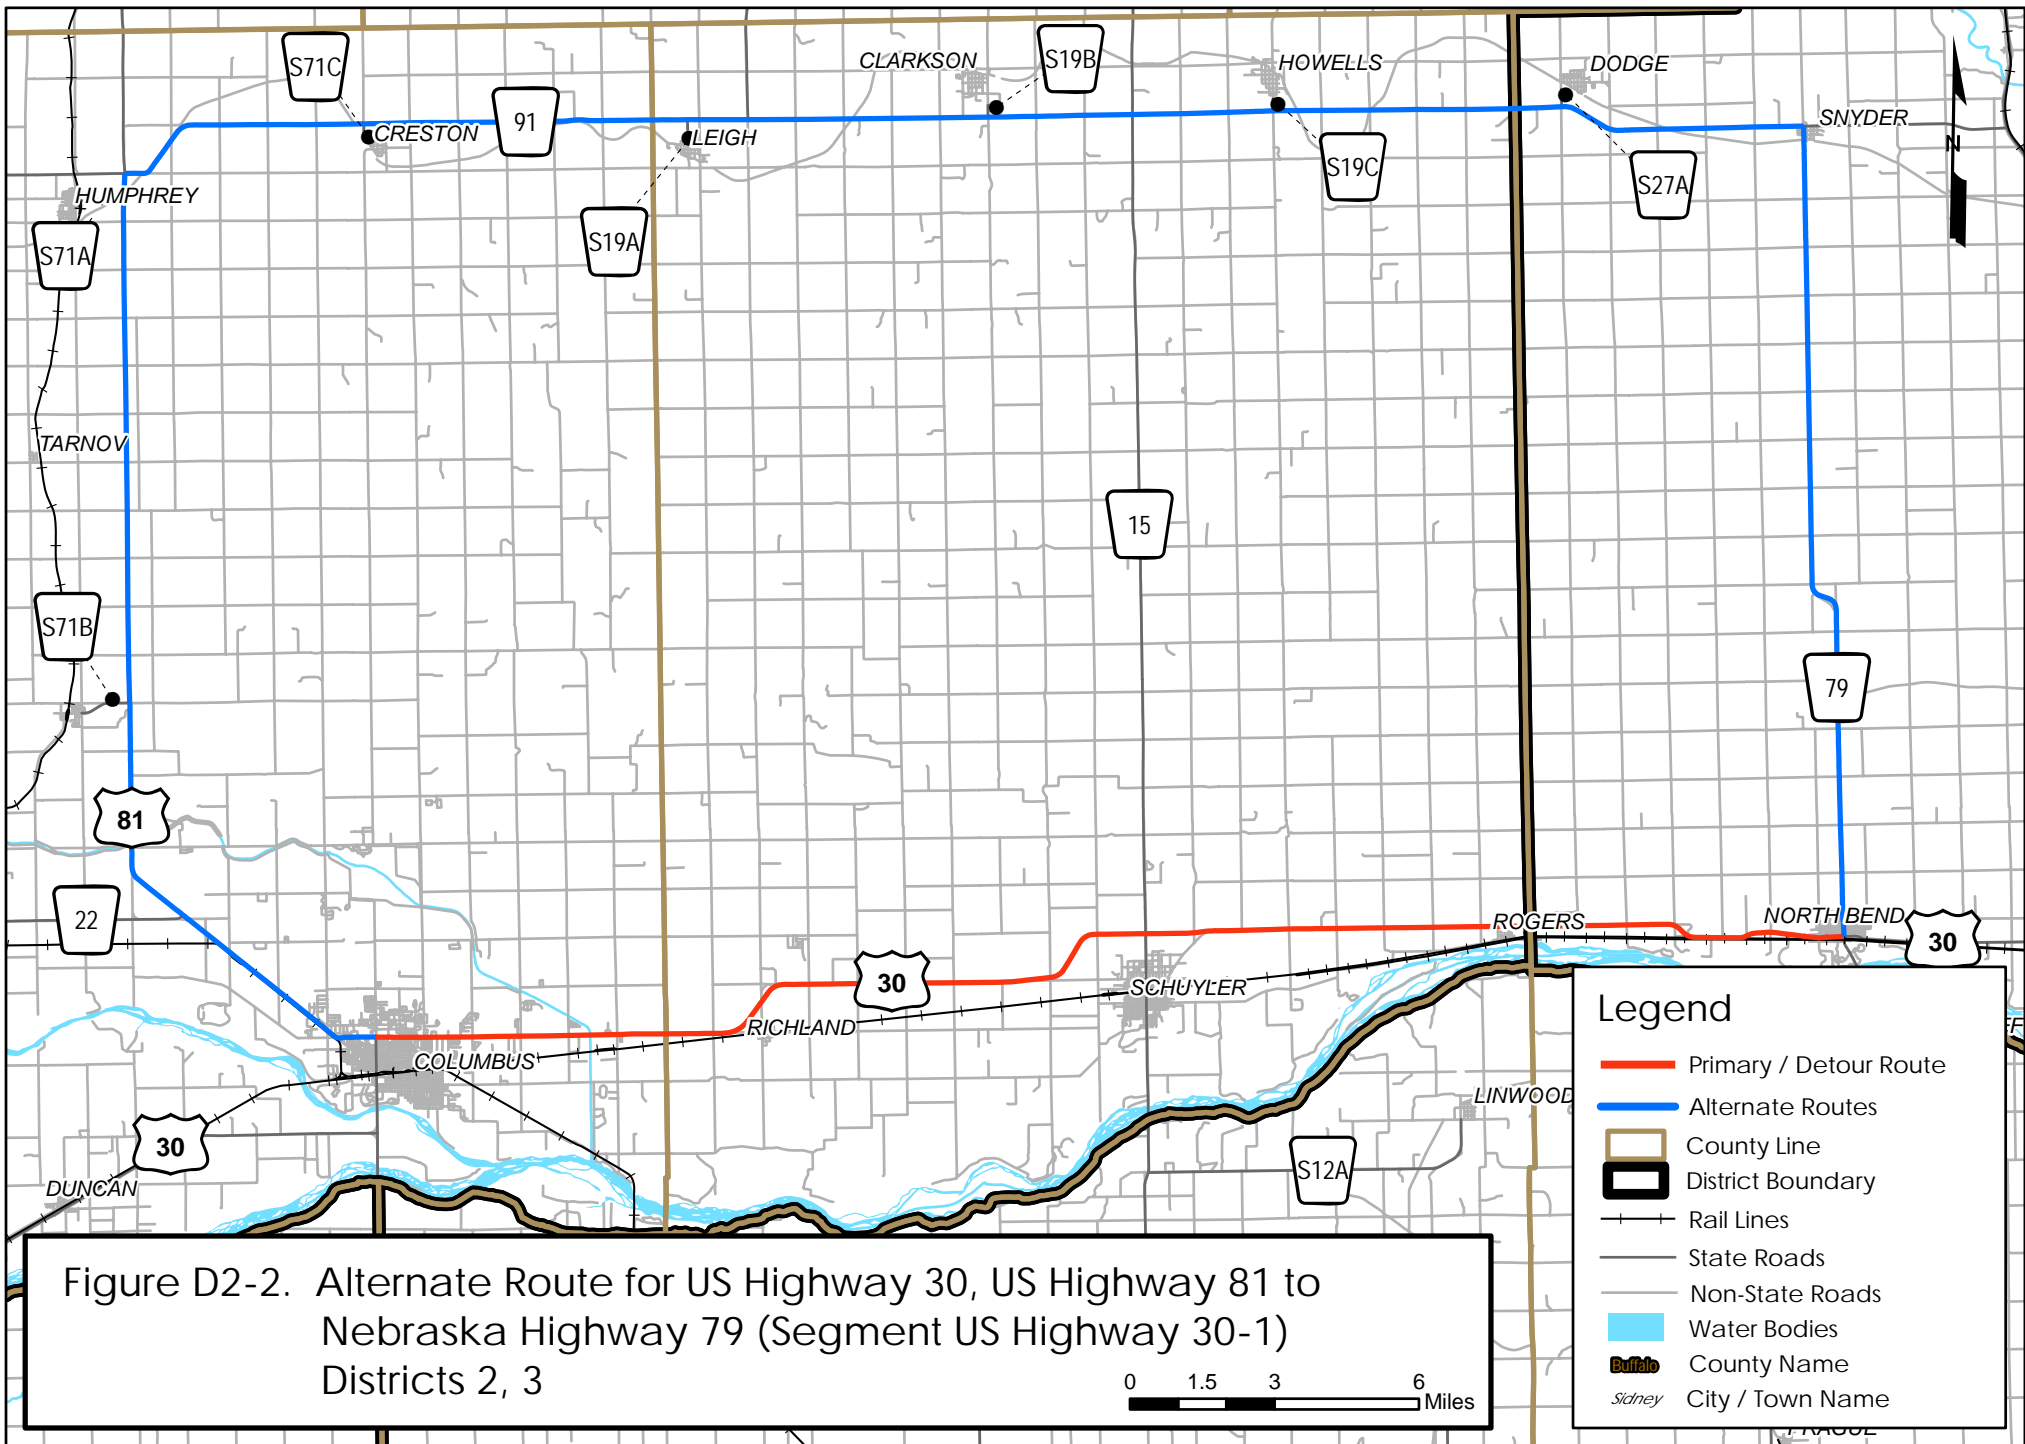 S71C
CLARKSON
S19B
HOWELLS
DODGE
91
CRESTON
LEIGH
SNYDER
N
S19C
S27A
HUMPHREY
S71A
S19A
TARNOV
15
S71B
79
81
22
ROGERS
NORTH BEND
30
30
SCHUYLER
RICHLAND
COLUMBUS
LINWOOD
30
S12A
DUNCAN
Legend
Primary / Detour Route
Alternate Routes
County Line
District Boundary
Rail Lines
State Roads
Non-State Roads
Water Bodies
Buffalo County Name
Sidney City / Town Name
Figure D2-2. Alternate Route for US Highway 30, US Highway 81 to
Nebraska Highway 79 (Segment US Highway 30-1)
Districts 2, 3
0 1.5 3 6
Miles